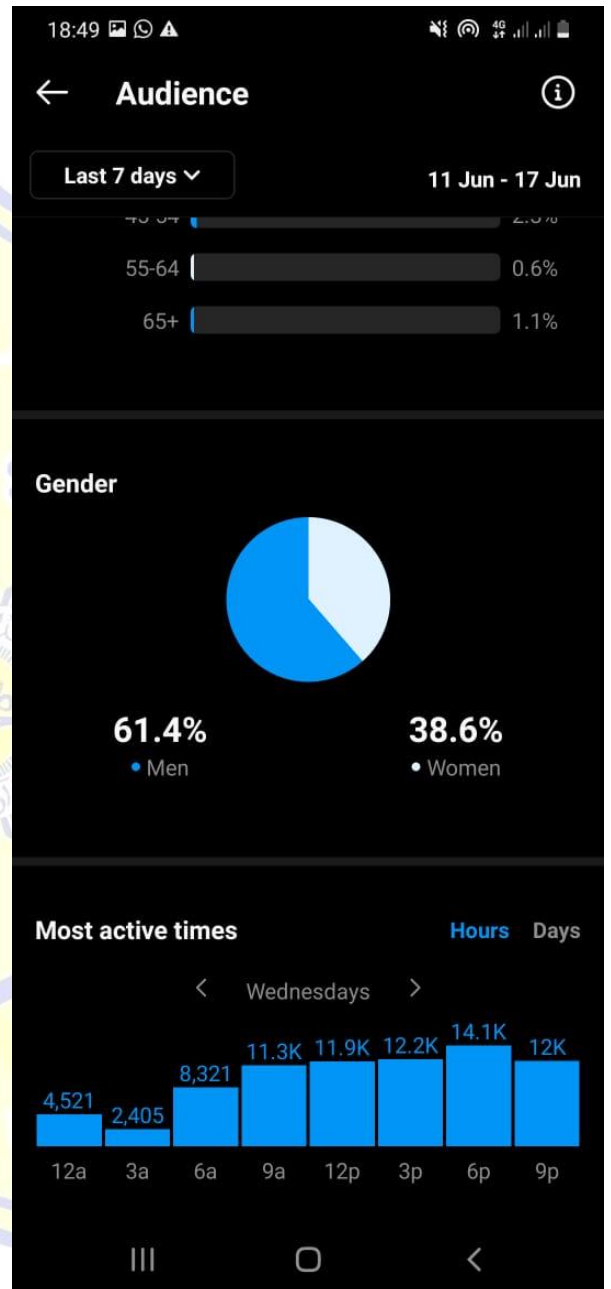 18:49
4G
Audience
Last 7 days
11 Jun - 17 Jun
55-64 0.6%
65+ 1.1%
Gender
61.4% 38.6%
Men Women
Most active times Hours Days
Wednesdays
4,521 2,405 8,321 11.3K 11.9K 12.2K 14.1K 12K
12a 3a 6a 9a 12p 3p 6p 9p